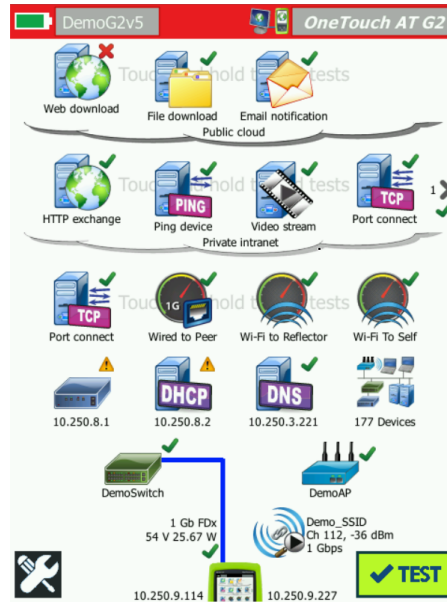 DemoG2v5
OneTouch AT G2
Web download
File download
Email notification
Public cloud
PING
TCP
1
HTTP exchange
Ping device
Video stream
Port connect
Private intranet
TCP
1G
Port connect
Wired to Peer
Wi-Fi to Reflector
Wi-Fi To Self
DHCP
DNS
10.250.8.1
10.250.8.2
10.250.3.221
177 Devices
DemoSwitch
DemoAP
1 Gb FDx
54 V 25.67 W
Demo_SSID
Ch 112, -36 dBm
1 Gbps
TEST
10.250.9.114
10.250.9.227